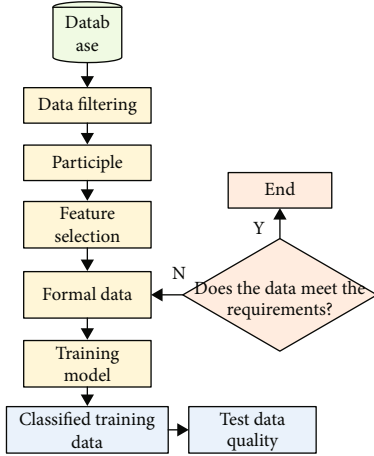 Datab
ase
Data filtering
Participle
Feature
selection
End
Y
N
Does the data meet the
requirements?
Formal data
Training
model
Classified training
data
Test data
quality